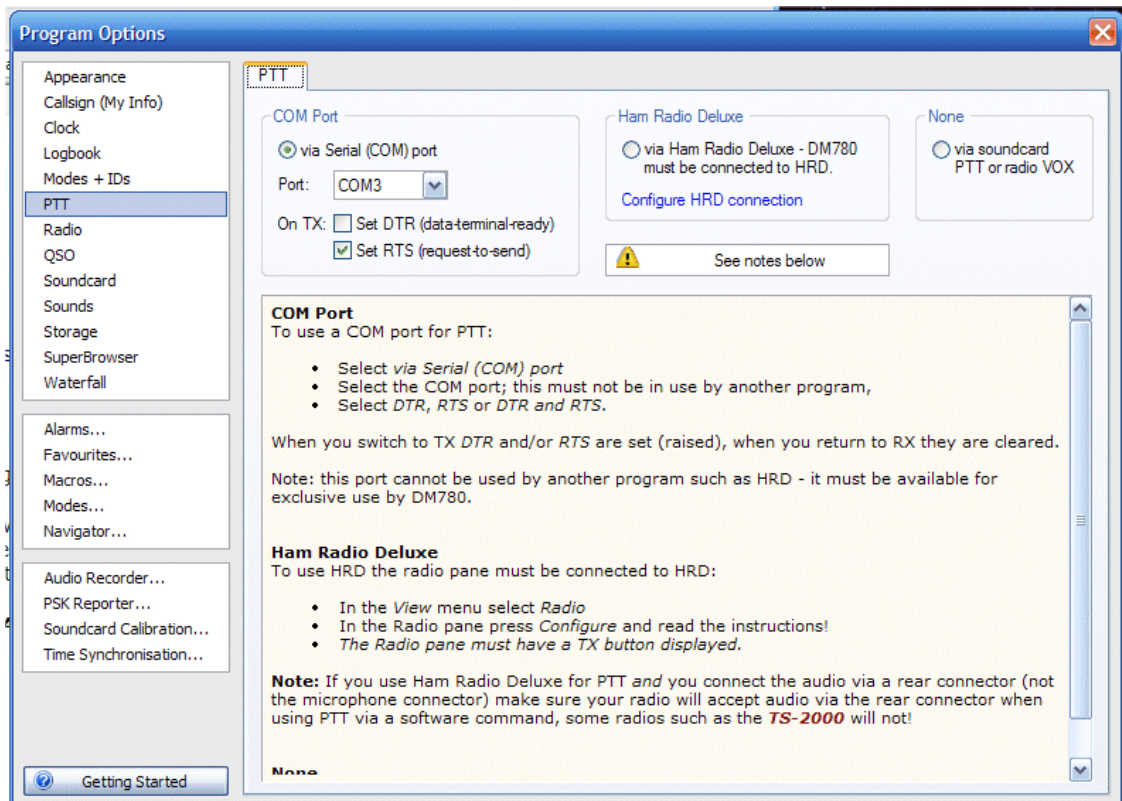 Program Options
Appearance
Callsign (My Info)
Clock
Logbook
Modes + IDs
PTT
Radio
QSO
Soundcard
Sounds
Storage
SuperBrowser
Waterfall
Alarms...
Favourites...
Macros...
Modes...
Navigator...
Audio Recorder...
PSK Reporter...
Soundcard Calibration...
Time Synchronisation...
Getting Started
PTT
COM Port
via Serial (COM) port
Port: COM3
On TX: Set DTR (data-terminal-ready)
Set RTS (request-to-send)
Ham Radio Deluxe
via Ham Radio Deluxe - DM780
must be connected to HRD.
Configure HRD connection
None
via soundcard
PTT or radio VOX
See notes below
COM Port
To use a COM port for PTT:
• Select via Serial (COM) port
• Select the COM port; this must not be in use by another program,
• Select DTR, RTS or DTR and RTS.
When you switch to TX DTR and/or RTS are set (raised), when you return to RX they are cleared.
Note: this port cannot be used by another program such as HRD - it must be available for
exclusive use by DM780.
Ham Radio Deluxe
To use HRD the radio pane must be connected to HRD:
• In the View menu select Radio
• In the Radio pane press Configure and read the instructions!
• The Radio pane must have a TX button displayed.
Note: If you use Ham Radio Deluxe for PTT and you connect the audio via a rear connector (not
the microphone connector) make sure your radio will accept audio via the rear connector when
using PTT via a software command, some radios such as the TS-2000 will not!
None